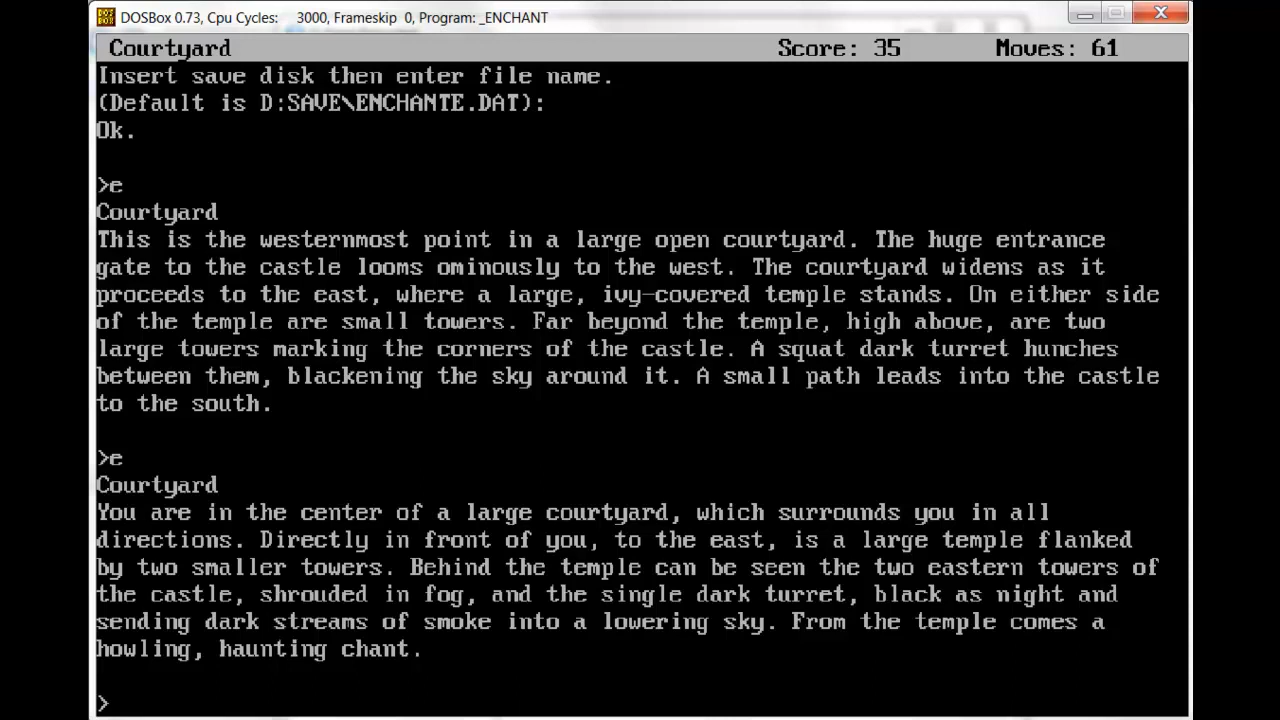 DOSBox 0.73, Cpu Cycles: 3000, Frameskip 0, Program: _ENCHANT
Courtyard Score: 35 Moves: 61
Insert save disk then enter file name.
(Default is D:SAVE\ENCHANTE.DAT):
Ok.
>e
Courtyard
This is the westernmost point in a large open courtyard. The huge entrance
gate to the castle looms ominously to the west. The courtyard widens as it
proceeds to the east, where a large, ivy-covered temple stands. On either side
of the temple are small towers. Far beyond the temple, high above, are two
large towers marking the corners of the castle. A squat dark turret hunches
between them, blackening the sky around it. A small path leads into the castle
to the south.
>e
Courtyard
You are in the center of a large courtyard, which surrounds you in all
directions. Directly in front of you, to the east, is a large temple flanked
by two smaller towers. Behind the temple can be seen the two eastern towers of
the castle, shrouded in fog, and the single dark turret, black as night and
sending dark streams of smoke into a lowering sky. From the temple comes a
howling, haunting chant.
>